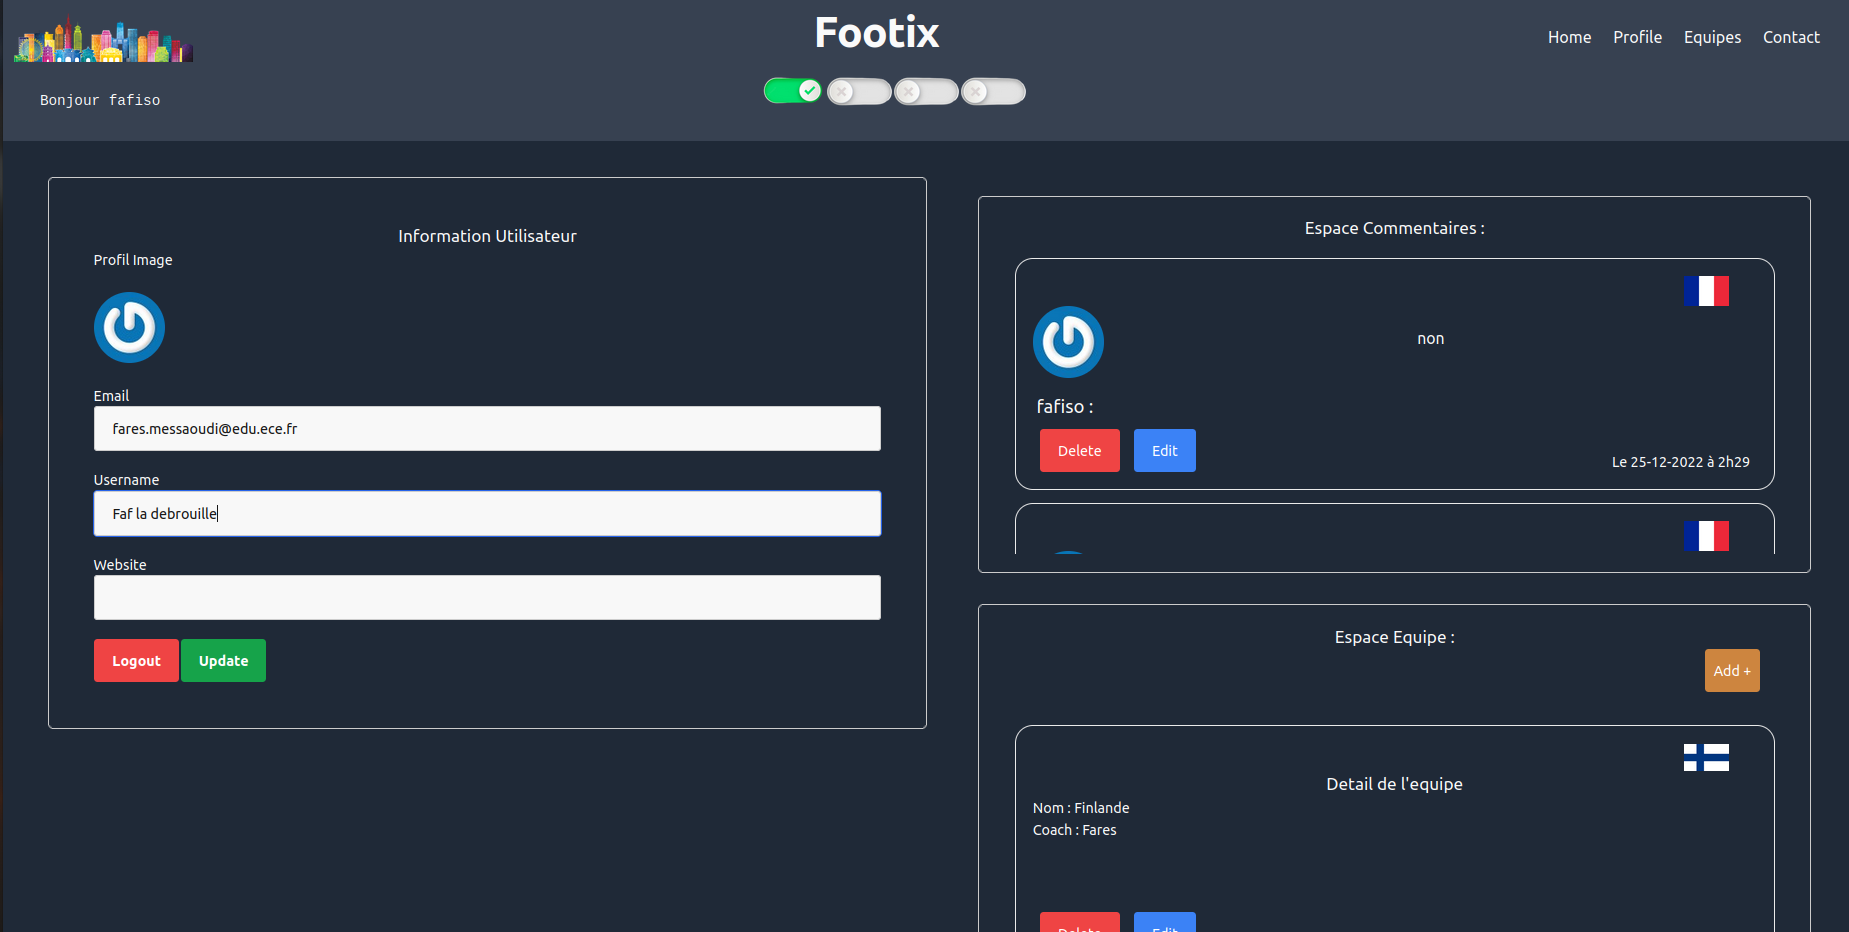 Footix
Home Profile Equipes Contact
Bonjour fafiso
Information Utilisateur
Profil Image
Email
fares.messaoudi@edu.ece.fr
Username
Faf la debrouille
Website
Logout Update
Espace Commentaires :
non
fafiso :
Delete Edit
Le 25-12-2022 à 2h29
Espace Equipe :
Add +
Detail de l'equipe
Nom : Finlande
Coach : Fares
Delete Edit